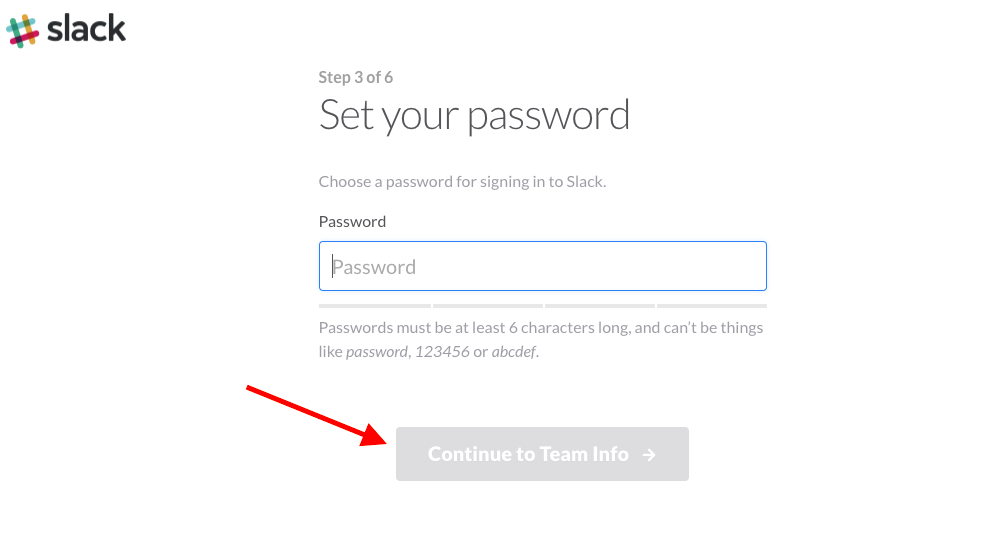 slack
Step 3 of 6
Set your password
Choose a password for signing in to Slack.
Password
Password
Passwords must be at least 6 characters long, and can't be things
like password, 123456 or abcdef.
Continue to Team Info →